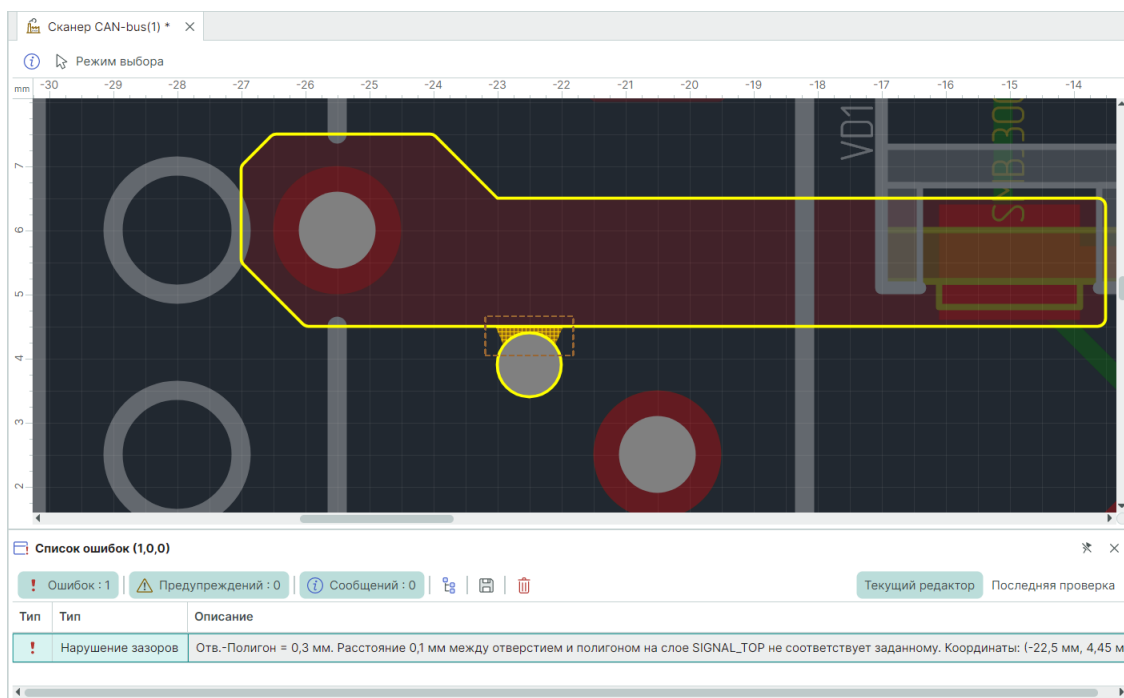 Сканер CAN-bus(1) *
Режим выбора
mm -30 -29 -28 -27 -26 -25 -24 -23 -22 -21 -20 -19 -18 -17 -16 -15 -14
7
6
5
4
3
2
VD1
Список ошибок (1,0,0)
Ошибок : 1 Предупреждений : 0 Сообщений : 0 Текущий редактор Последняя проверка
Тип Тип Описание
Нарушение зазоров Отв.-Полигон = 0,3 мм. Расстояние 0,1 мм между отверстием и полигоном на слое SIGNAL_TOP не соответствует заданному. Координаты: (-22,5 мм, 4,45 м